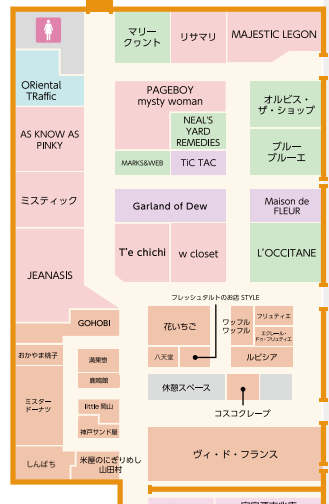 マリー
クヮント
リサマリ
MAJESTIC LEGON
ORiental
TRaffic
PAGEBOY
mysty woman
オルビス・
ザ・ショップ
NEAL'S
YARD
REMEDIES
AS KNOW AS
PINKY
ブルー
ブルーエ
MARKS&WEB
TiC TAC
ミスティック
Garland of Dew
Maison de
FLEUR
T'e chichi
w closet
L'OCCITANE
JEANASIS
フレッシュタルトのお店 STYLE
GOHOBI
花いちご
ワッフル
ワッフル
フリュティエ
エクレール・
ドゥ・フリュティエ
おかやま桃子
満果惣
八天堂
ルピシア
鹿鳴館
休憩スペース
ミスター
ドーナツ
little 岡山
コスコクレープ
神戸サンド屋
しんぱち
米屋のにぎりめし
山田村
ヴィ・ド・フランス